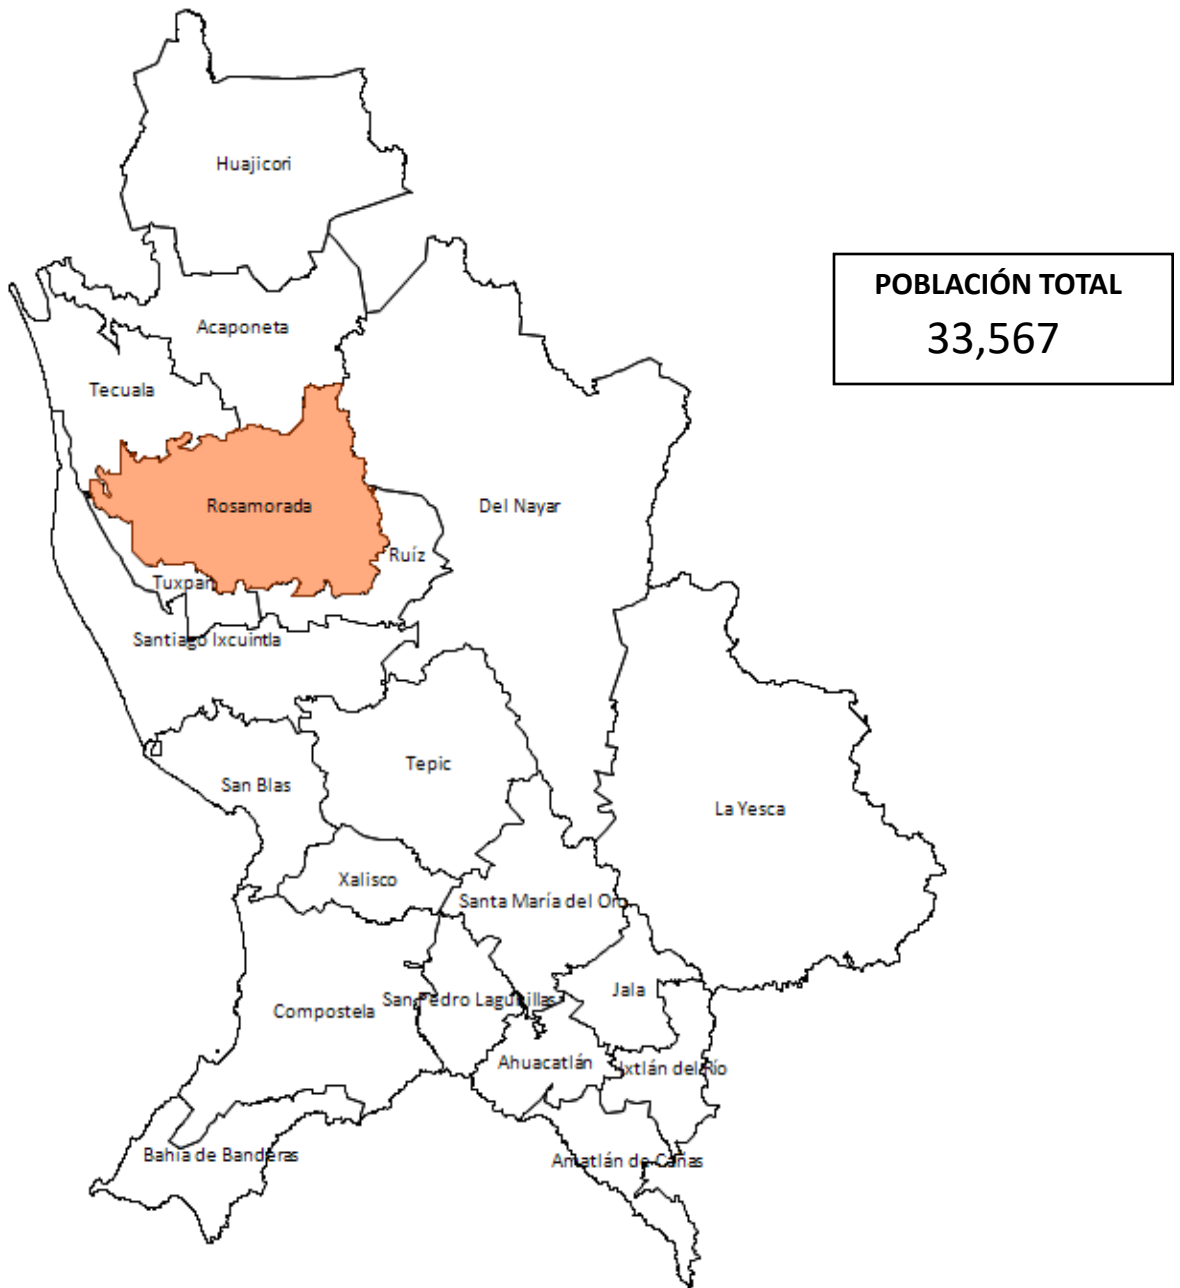 Huajicori
POBLACIÓN TOTAL
33,567
Acaponeta
Tecuala
Rosamorada
Del Nayar
Ruíz
Tuxpan
Santiago Ixcuintla
Tepic
San Blas
La Yesca
Xalisco
Santa María del Oro
Jala
San Pedro Lagunillas
Compostela
Ahuacatlán
Ixtlán del Río
Bahía de Banderas
Amatlán de Cañas